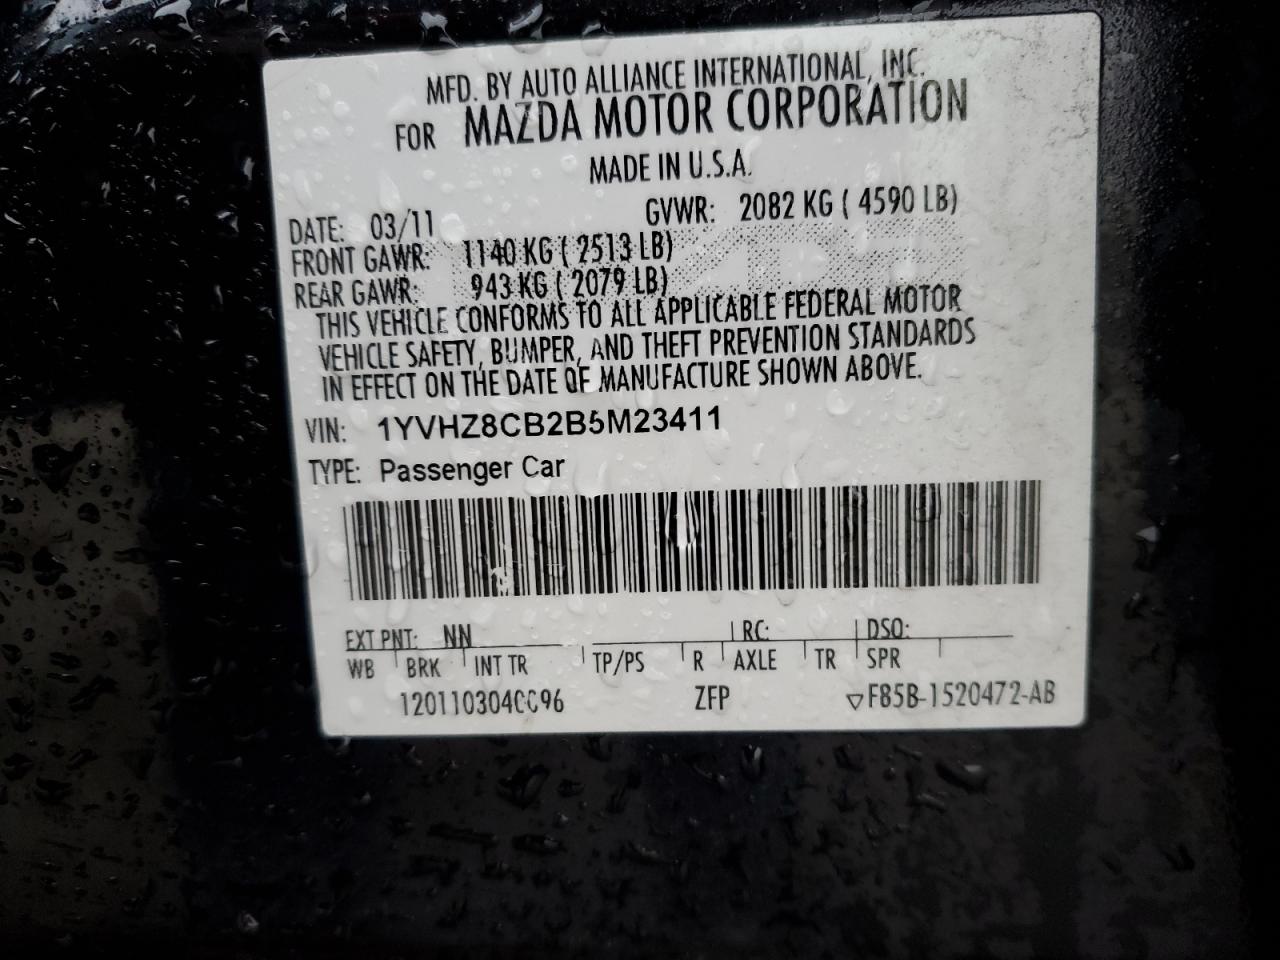 MFD. BY AUTO ALLIANCE INTERNATIONAL, INC.
FOR MAZDA MOTOR CORPORATION
MADE IN U.S.A.
DATE: 03/11 GVWR: 2082 KG ( 4590 LB)
FRONT GAWR: 1140 KG ( 2513 LB)
REAR GAWR: 943 KG ( 2079 LB)
THIS VEHICLE CONFORMS TO ALL APPLICABLE FEDERAL MOTOR
VEHICLE SAFETY, BUMPER, AND THEFT PREVENTION STANDARDS
IN EFFECT ON THE DATE OF MANUFACTURE SHOWN ABOVE.
VIN: 1YVHZ8CB2B5M23411
TYPE: Passenger Car
EXT PNT: NN RC: DSO:
WB BRK INT TR TP/PS R AXLE TR SPR
ZFP F85B-1520472-AB